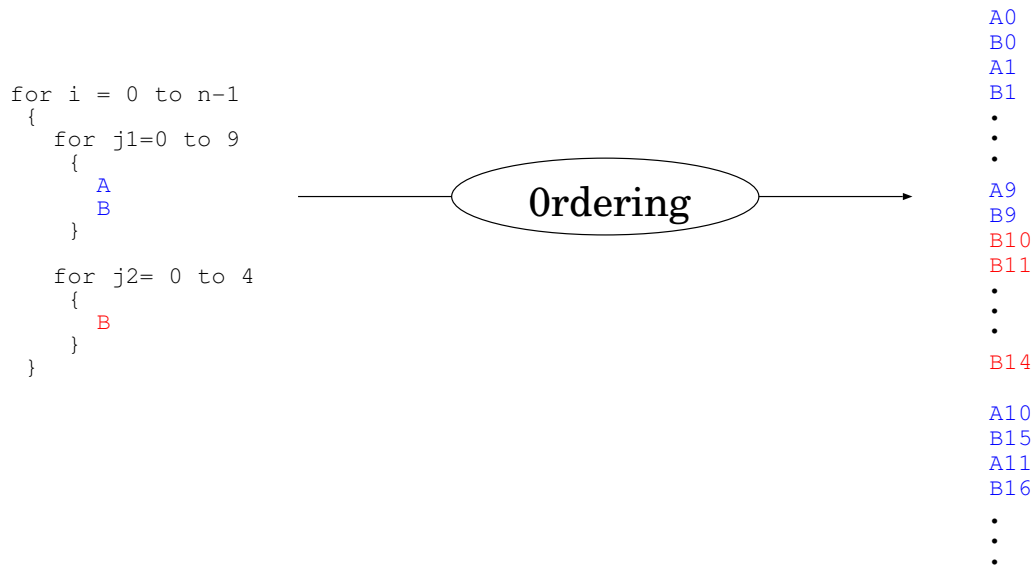 for i = 0 to n-1
{
for j1=0 to 9
{
A
B
}
for j2= 0 to 4
{
B
}
}
0rdering
A0
B0
A1
B1
.
.
.
A9
B9
B10
B11
.
.
.
B14
A10
B15
A11
B16
.
.
.